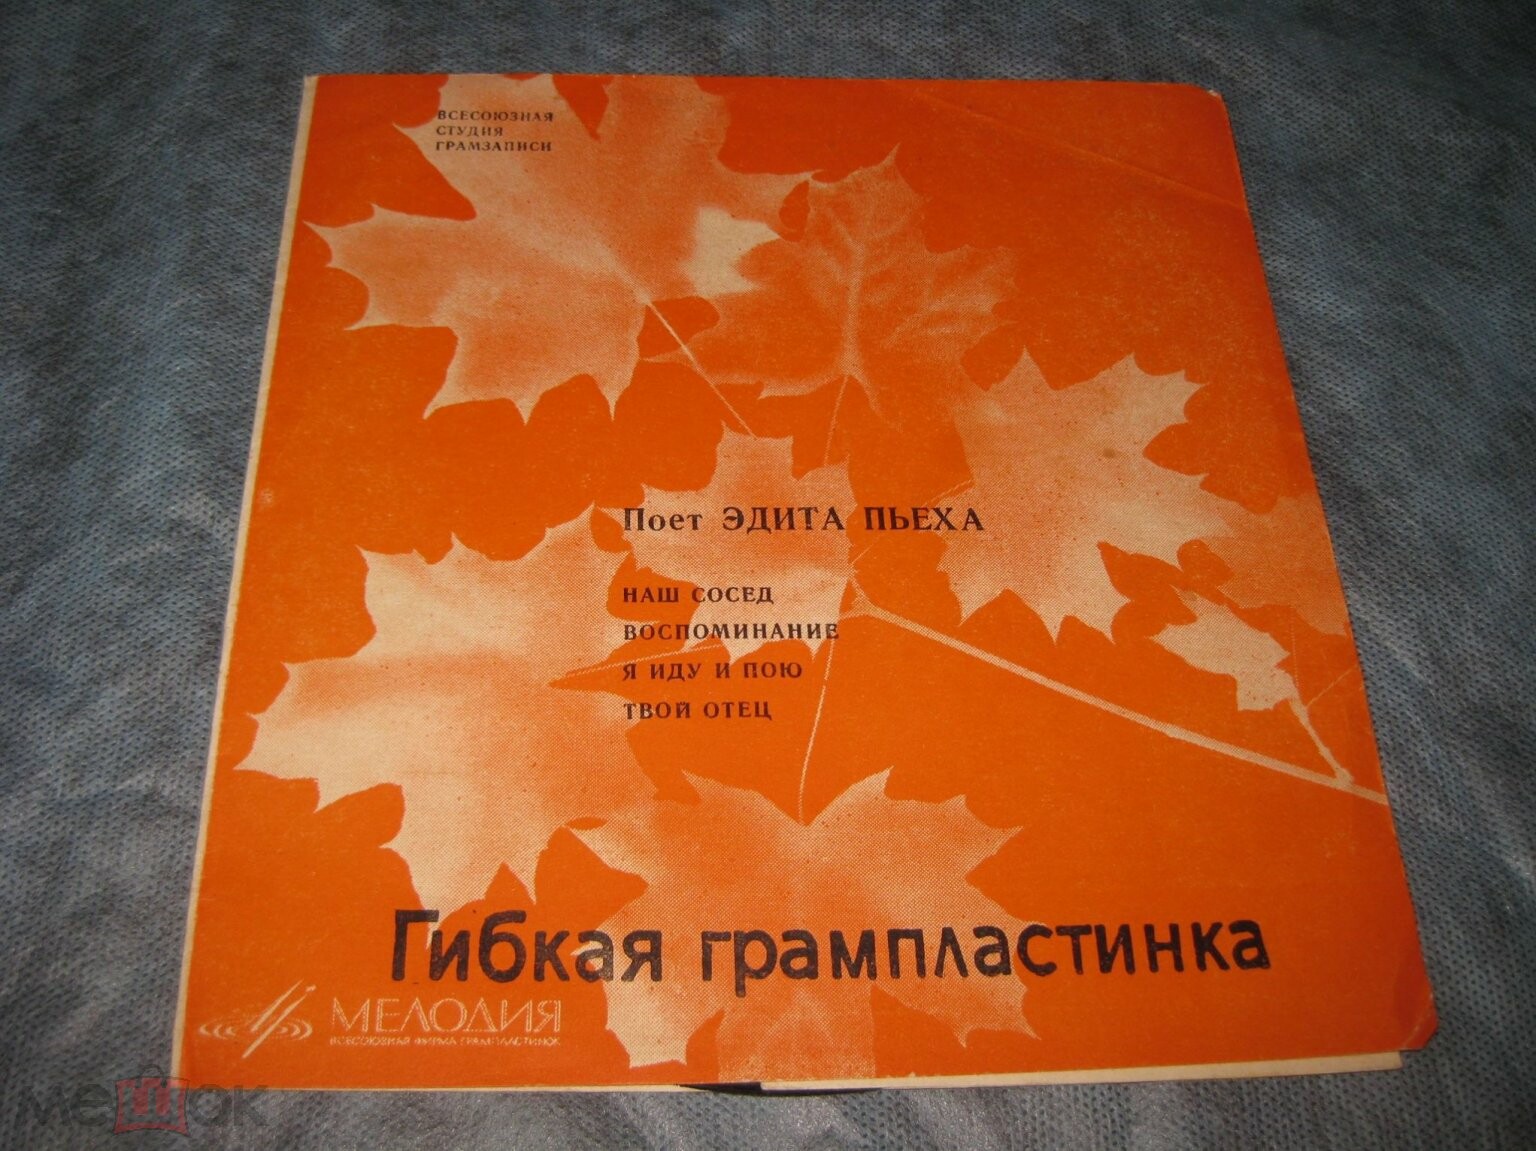 ВСЕСОЮЗНАЯ
СТУДИЯ
ГРАМЗАПИСИ
Поет ЭДИТА ПЬЕХА
НАШ СОСЕД
ВОСПОМИНАНИЕ
Я ИДУ И ПОЮ
ТВОЙ ОТЕЦ
Гибкая грампластинка
МЕЛОДИЯ
ВСЕСОЮЗНАЯ ФИРМА ГРАМПЛАСТИНОК
мешок